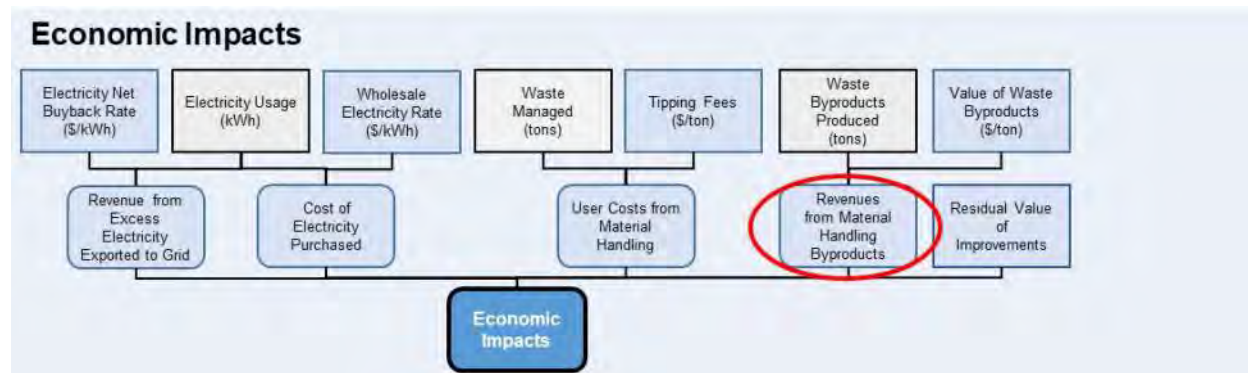 Economic Impacts
Electricity Net
Buyback Rate
($/kWh)
Electricity Usage
(kWh)
Wholesale
Electricity Rate
($/kWh)
Waste
Managed
(tons)
Tipping Fees
($/ton)
Waste
Byproducts
Produced
(tons)
Value of Waste
Byproducts
($/ton)
Revenue from
Excess
Electricity
Exported to Grid
Cost of
Electricity
Purchased
User Costs from
Material
Handling
Revenues
from Material
Handling
Byproducts
Residual Value
of
Improvements
Economic
Impacts